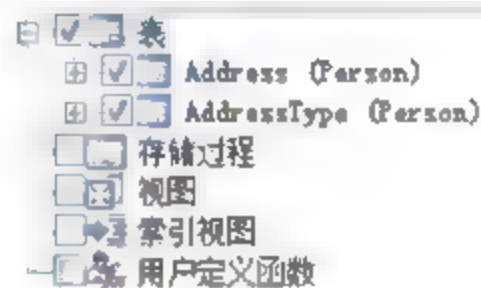 表
Address (Person)
AddressType (Person)
存储过程
视图
索引视图
用户定义函数